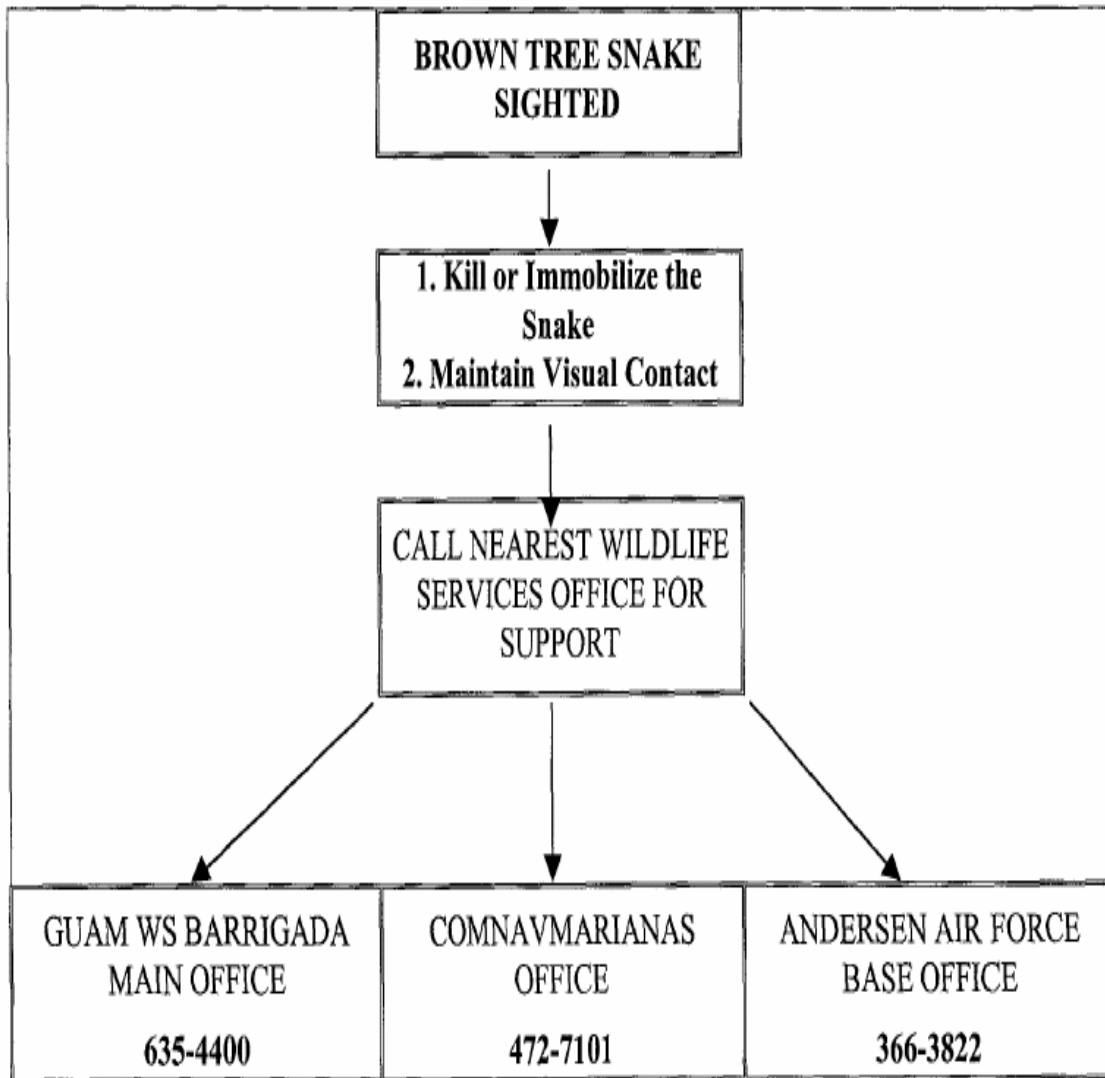 BROWN TREE SNAKE
SIGHTED
1. Kill or Immobilize the
Snake
2. Maintain Visual Contact
CALL NEAREST WILDLIFE
SERVICES OFFICE FOR
SUPPORT
GUAM WS BARRIGADA
MAIN OFFICE
635-4400
COMNAVMARIANAS
OFFICE
472-7101
ANDERSEN AIR FORCE
BASE OFFICE
366-3822